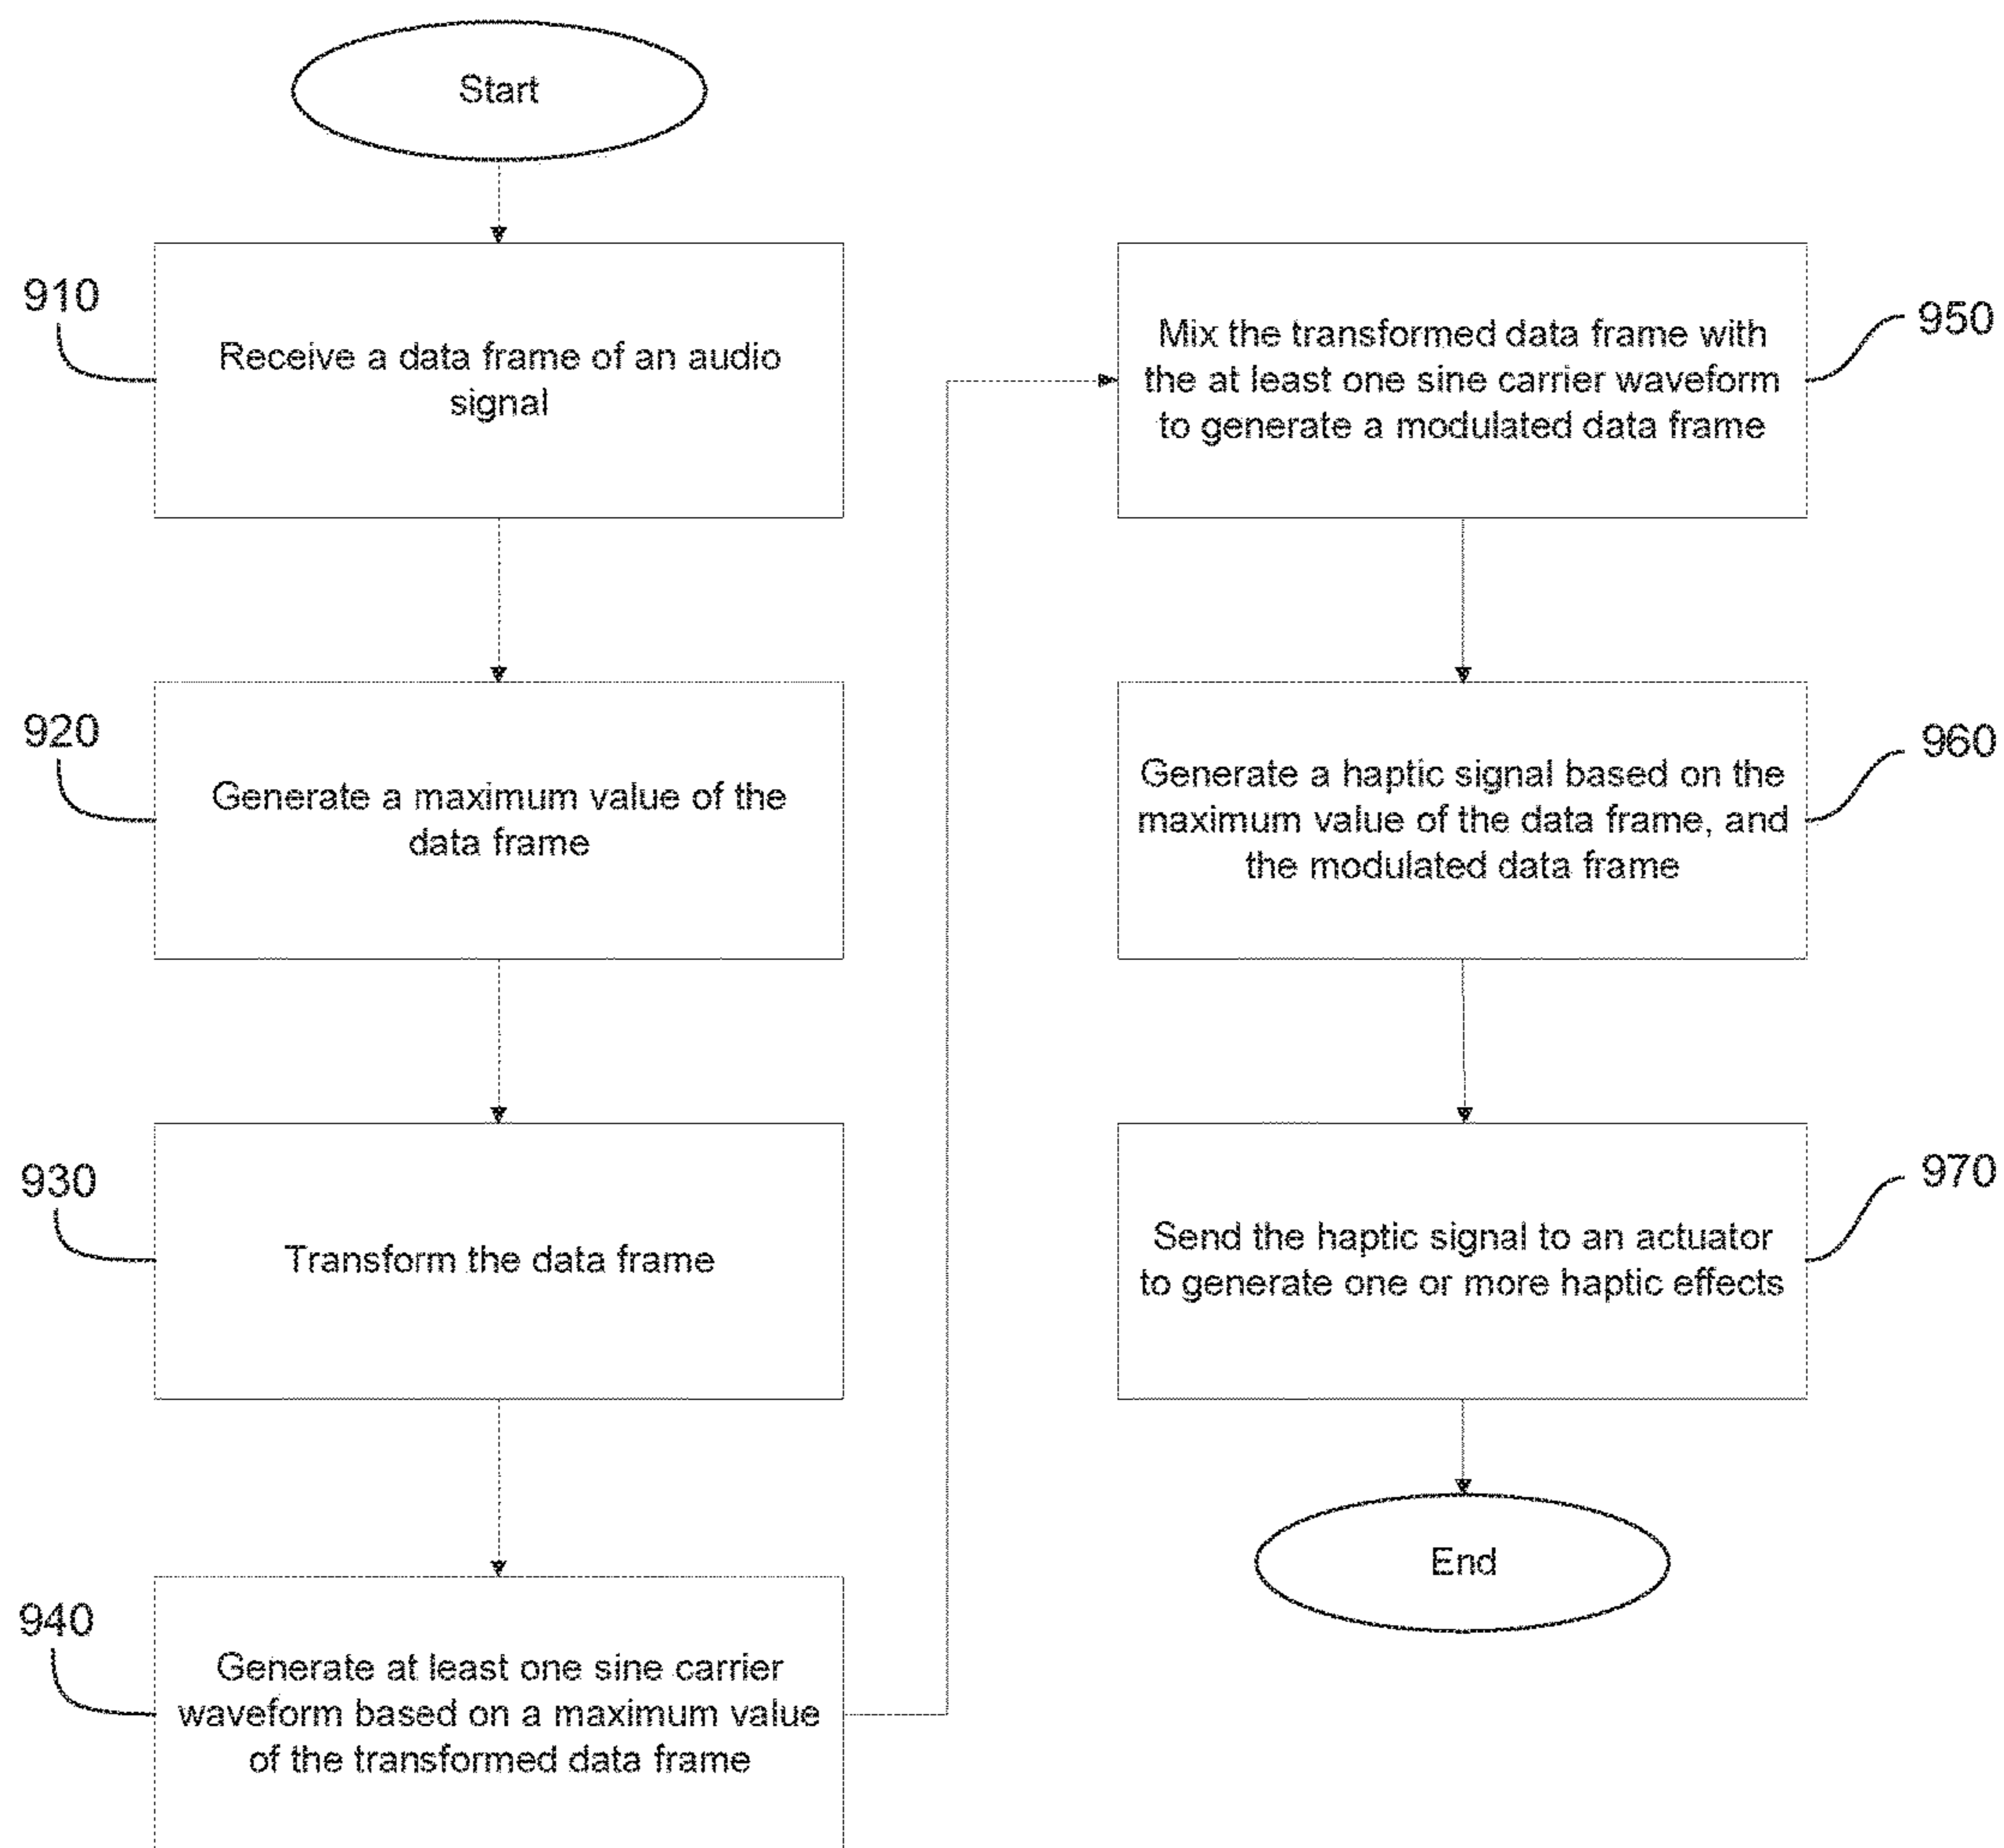 Start
910
Receive a data frame of an audio
signal
920
Generate a maximum value of the
data frame
930
Transform the data frame
940
Generate at least one sine carrier
waveform based on a maximum value
of the transformed data frame
950
Mix the transformed data frame with
the at least one sine carrier waveform
to generate a modulated data frame
960
Generate a haptic signal based on the
maximum value of the data frame, and
the modulated data frame
970
Send the haptic signal to an actuator
to generate one or more haptic effects
End